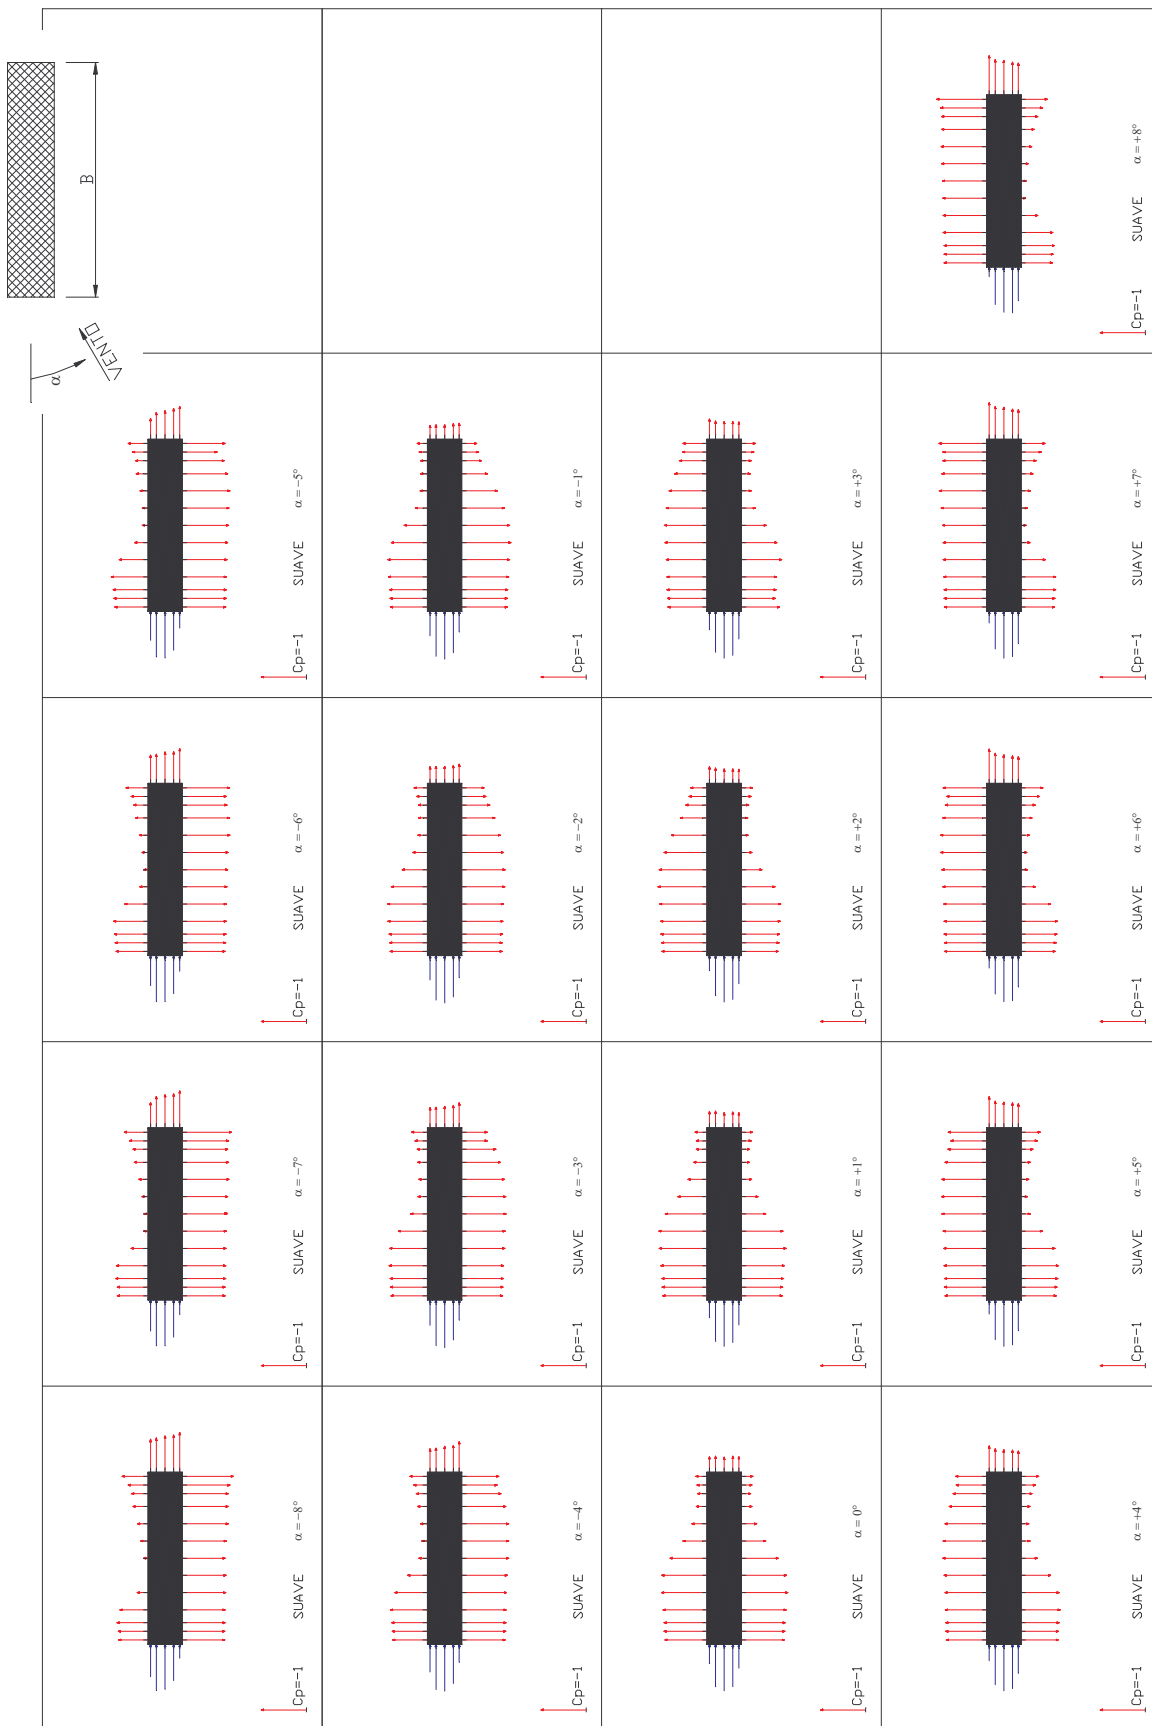 α
B
VENTO
Cp=-1 SUAVE α = -8°
Cp=-1 SUAVE α = -7°
Cp=-1 SUAVE α = -6°
Cp=-1 SUAVE α = -5°
Cp=-1 SUAVE α = -4°
Cp=-1 SUAVE α = -3°
Cp=-1 SUAVE α = -2°
Cp=-1 SUAVE α = -1°
Cp=-1 SUAVE α = 0°
Cp=-1 SUAVE α = +1°
Cp=-1 SUAVE α = +2°
Cp=-1 SUAVE α = +3°
Cp=-1 SUAVE α = +4°
Cp=-1 SUAVE α = +5°
Cp=-1 SUAVE α = +6°
Cp=-1 SUAVE α = +7°
Cp=-1 SUAVE α = +8°